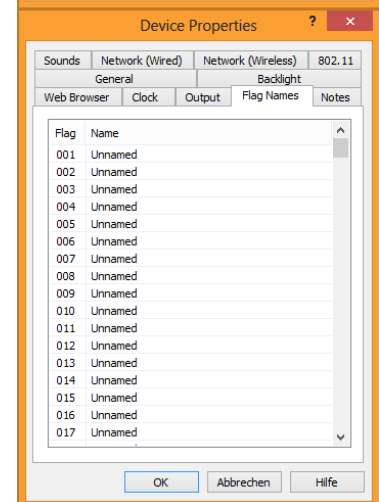 Device Properties ? ×
Sounds Network (Wired) Network (Wireless) 802.11
General Backlight
Web Browser Clock Output Flag Names Notes
Flag Name
001 Unnamed
002 Unnamed
003 Unnamed
004 Unnamed
005 Unnamed
006 Unnamed
007 Unnamed
008 Unnamed
009 Unnamed
010 Unnamed
011 Unnamed
012 Unnamed
013 Unnamed
014 Unnamed
015 Unnamed
016 Unnamed
017 Unnamed
OK Abbrechen Hilfe